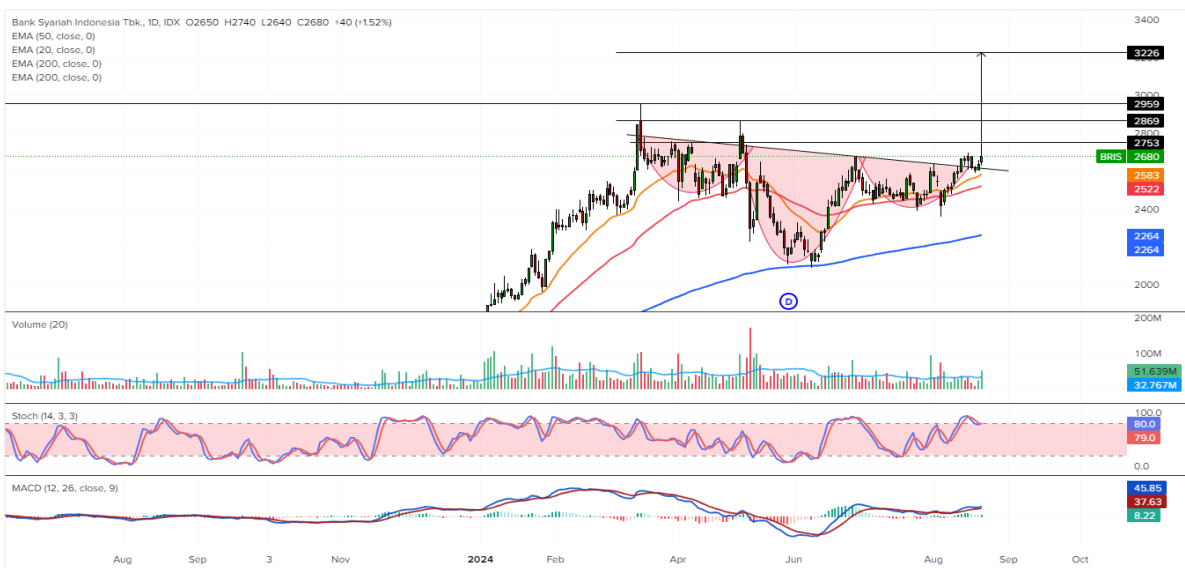 Bank Syariah Indonesia Tbk., 1D, IDX O2650 H2740 L2640 C2680 +40 (+1.52%)
EMA (50, close, 0)
EMA (20, close, 0)
EMA (200, close, 0)
EMA (200, close, 0)
3400
3226
3000
2959
2869
2800
2753
BRIS 2680
2583
2522
2400
2264
2264
2000
D
Volume (20)
200M
100M
51.639M
32.767M
Stoch (14, 3, 3)
100.0
80.0
79.0
0.0
MACD (12, 26, close, 9)
45.85
37.63
8.22
Aug Sep 3 Nov 2024 Feb Apr Jun Aug Sep Oct